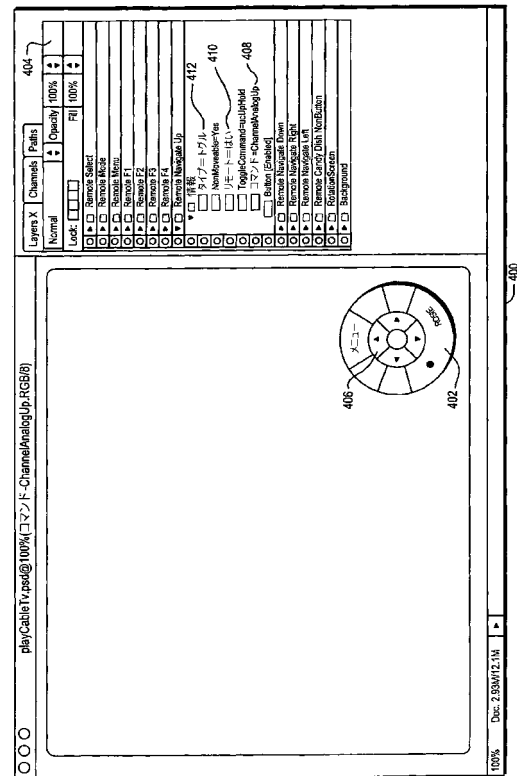 playCableTv.psd@100%(コマンド-ChannelAnalogUp,RGB/8)
Layers X
Channels
Paths
404
Normal
Opacity
100%
Lock:
Fill
100%
Remote Select
Remote Mode
Remote Menu
Remote F1
Remote F2
Remote F3
Remote F4
Remote Navigate Up
情報
412
タイプ=トグル
NonMoveable=Yes
410
リモート=はい
ToggleCommand=ucUpHold
408
コマンド=ChannelAnalogUp
Button [Enabled]
Remote Navigate Down
Remote Navigate Right
Remote Navigate Left
Remote Candy Dish NonButton
RotationScreen
Background
メニュー
406
ROSIE
402
100%
Doc. 2.93M/12.1M
400